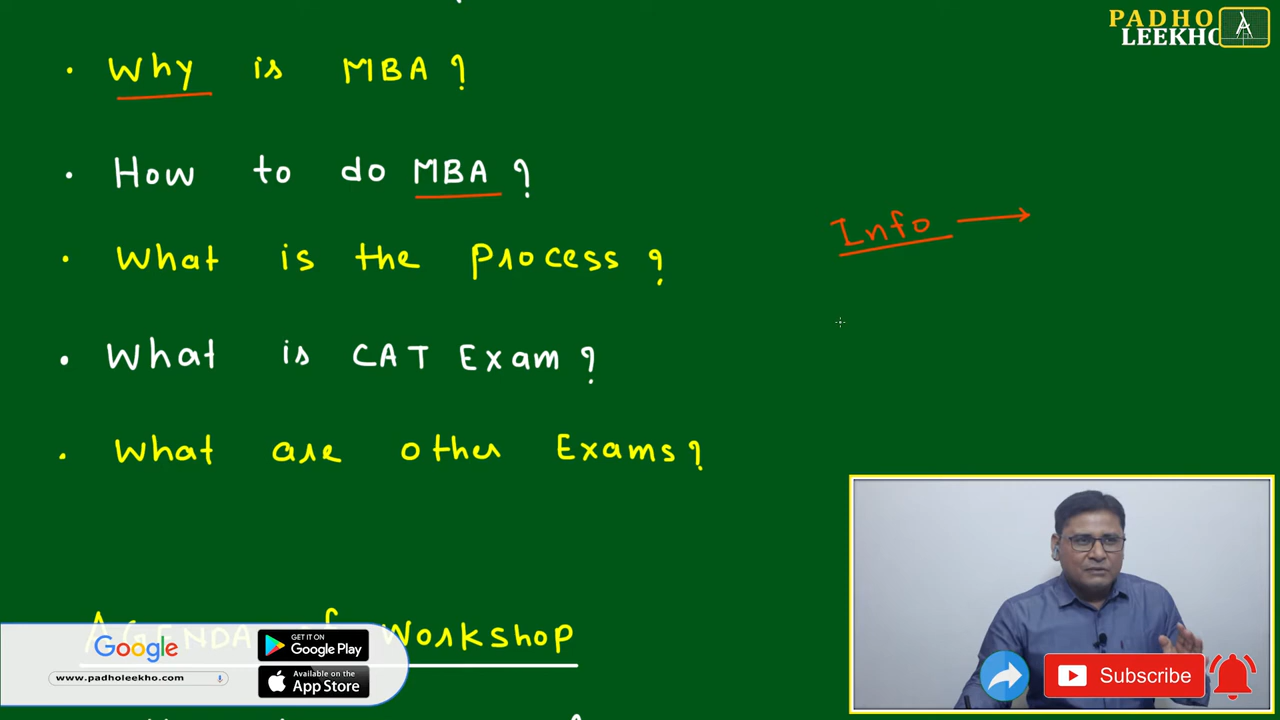 PADHO
LEEKHO
• Why is MBA?
• How to do MBA?
Info →
• What is the Process?
• What is CAT Exam?
• What are other Exams?
AGENDA of Workshop
Google
www.padholeekho.com
GET IT ON
Google Play
Available on the
App Store
Subscribe